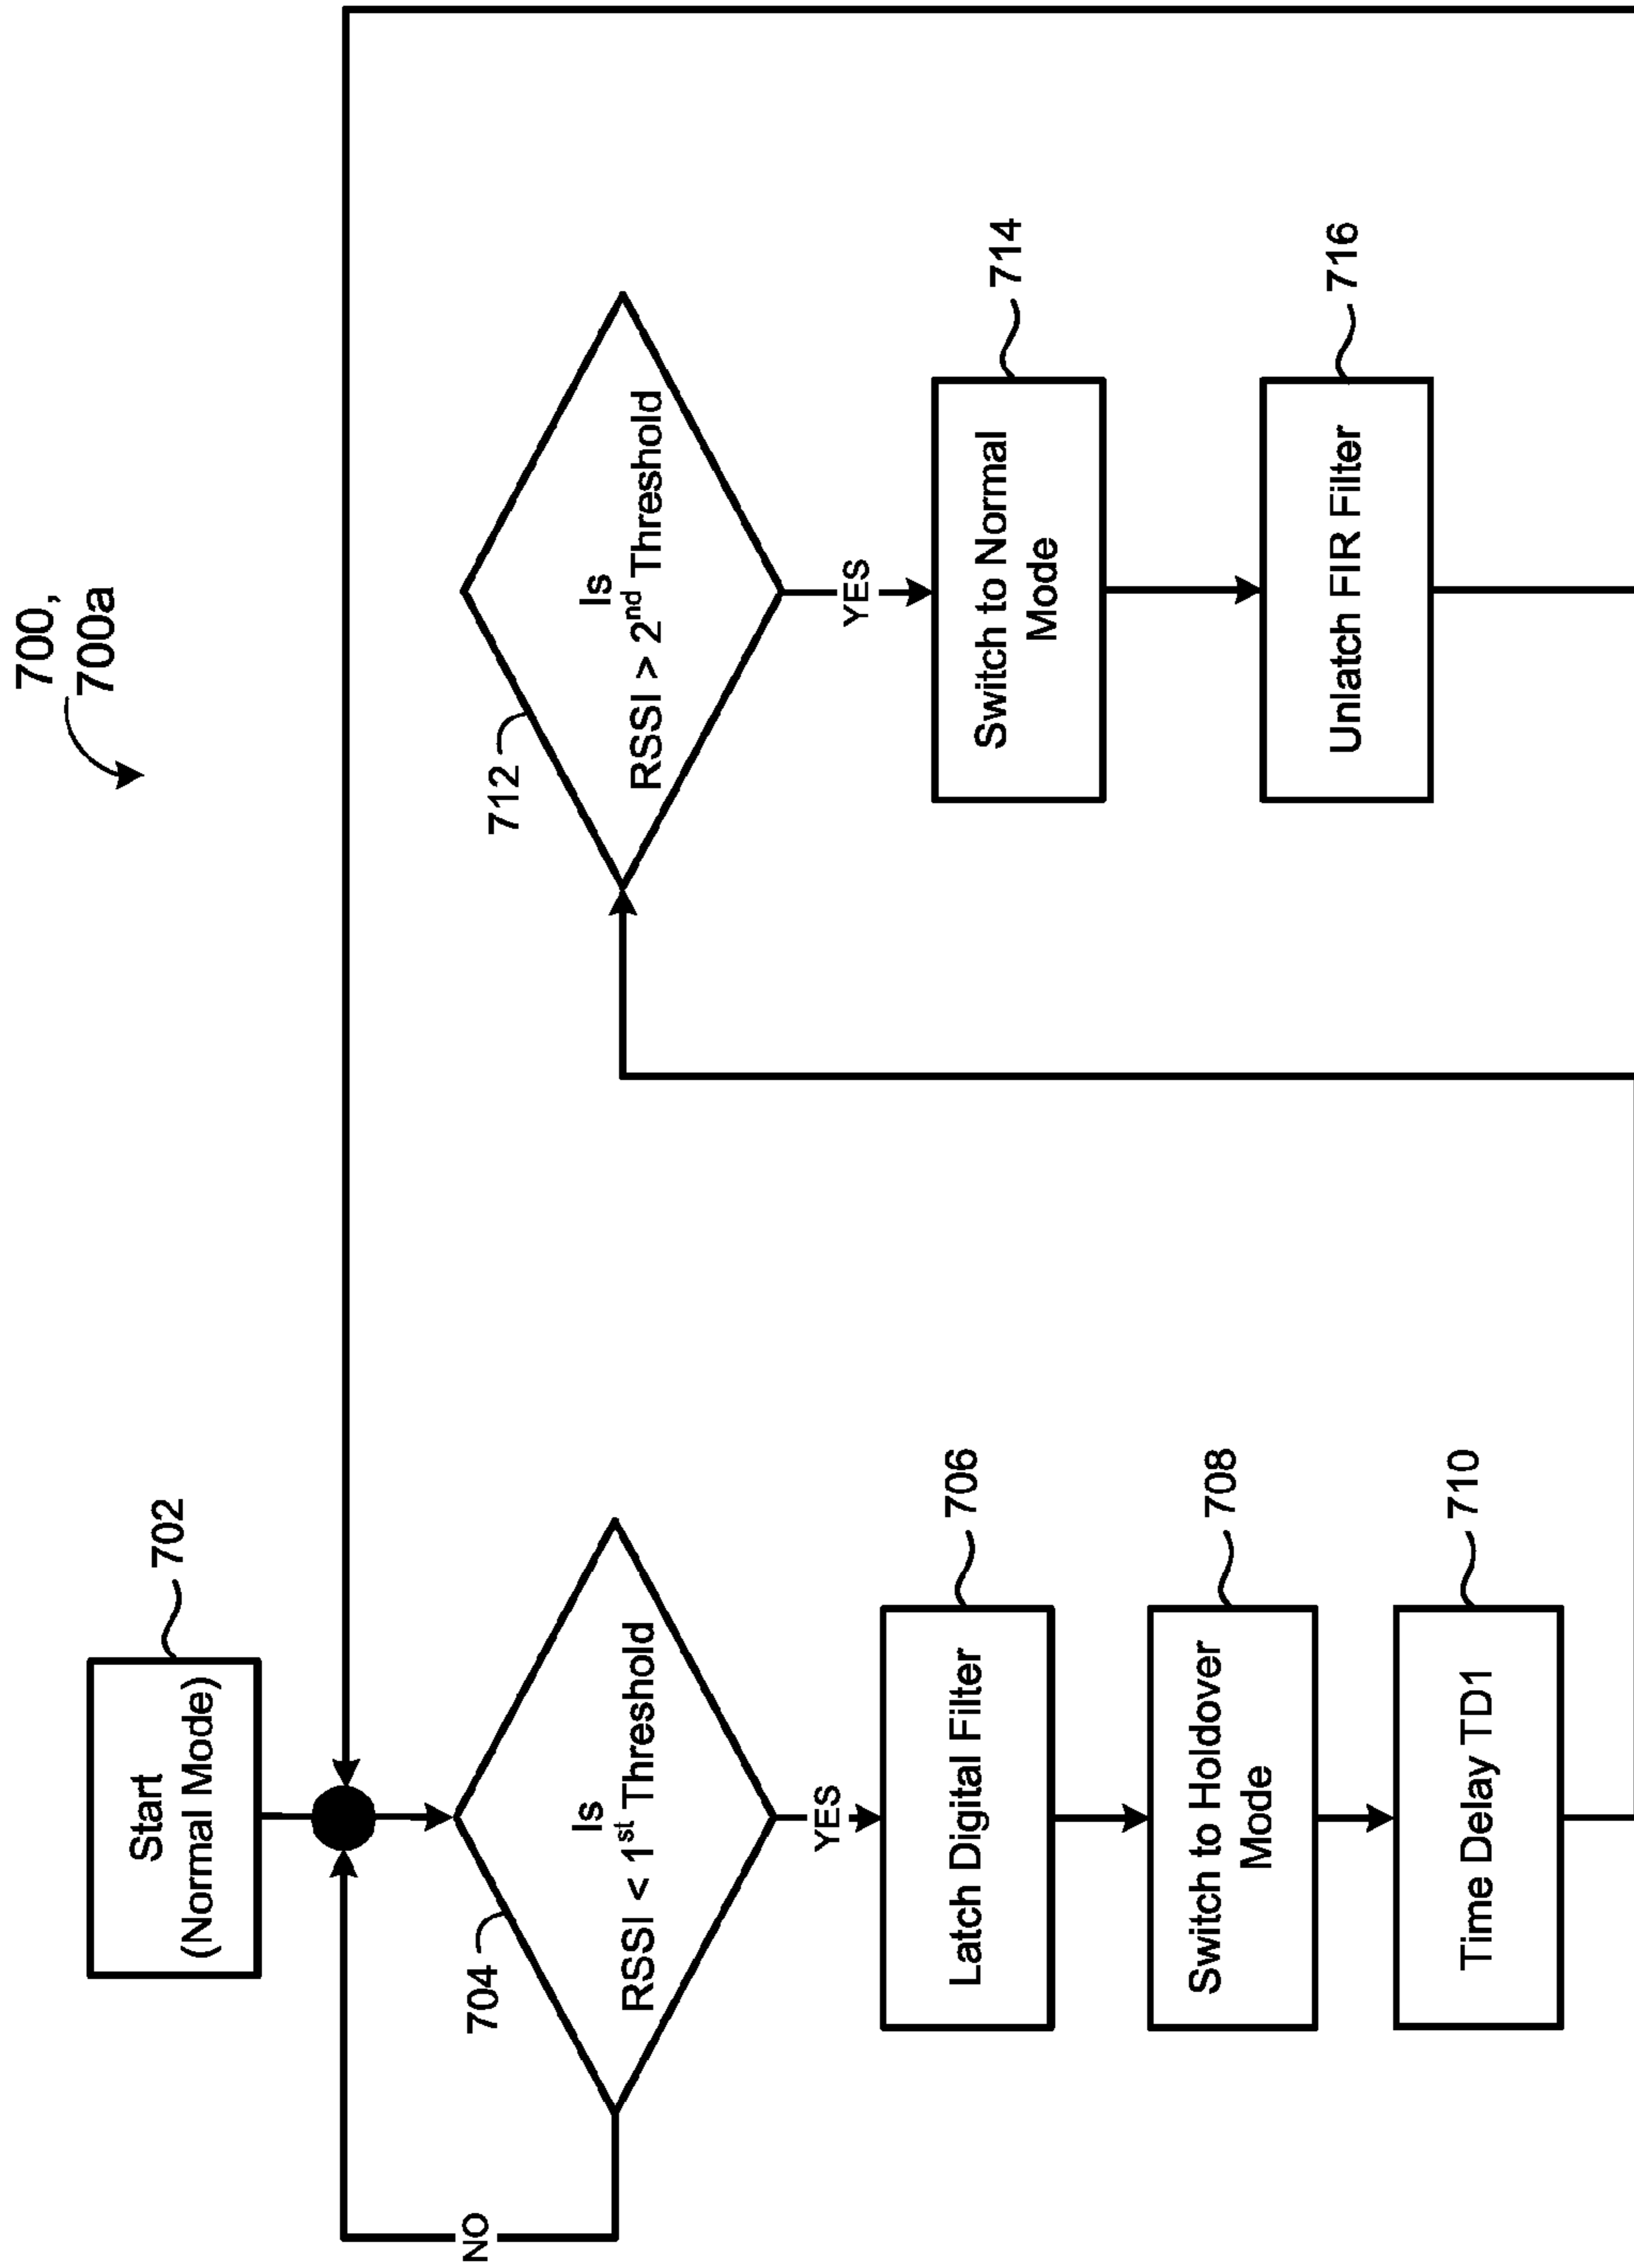 700,
700a
Start
(Normal Mode)
702
704
Is
RSSI < 1st Threshold
NO
YES
Latch Digital Filter
706
Switch to Holdover
Mode
708
Time Delay TD1
710
712
Is
RSSI > 2nd Threshold
YES
Switch to Normal
Mode
714
Unlatch FIR Filter
716